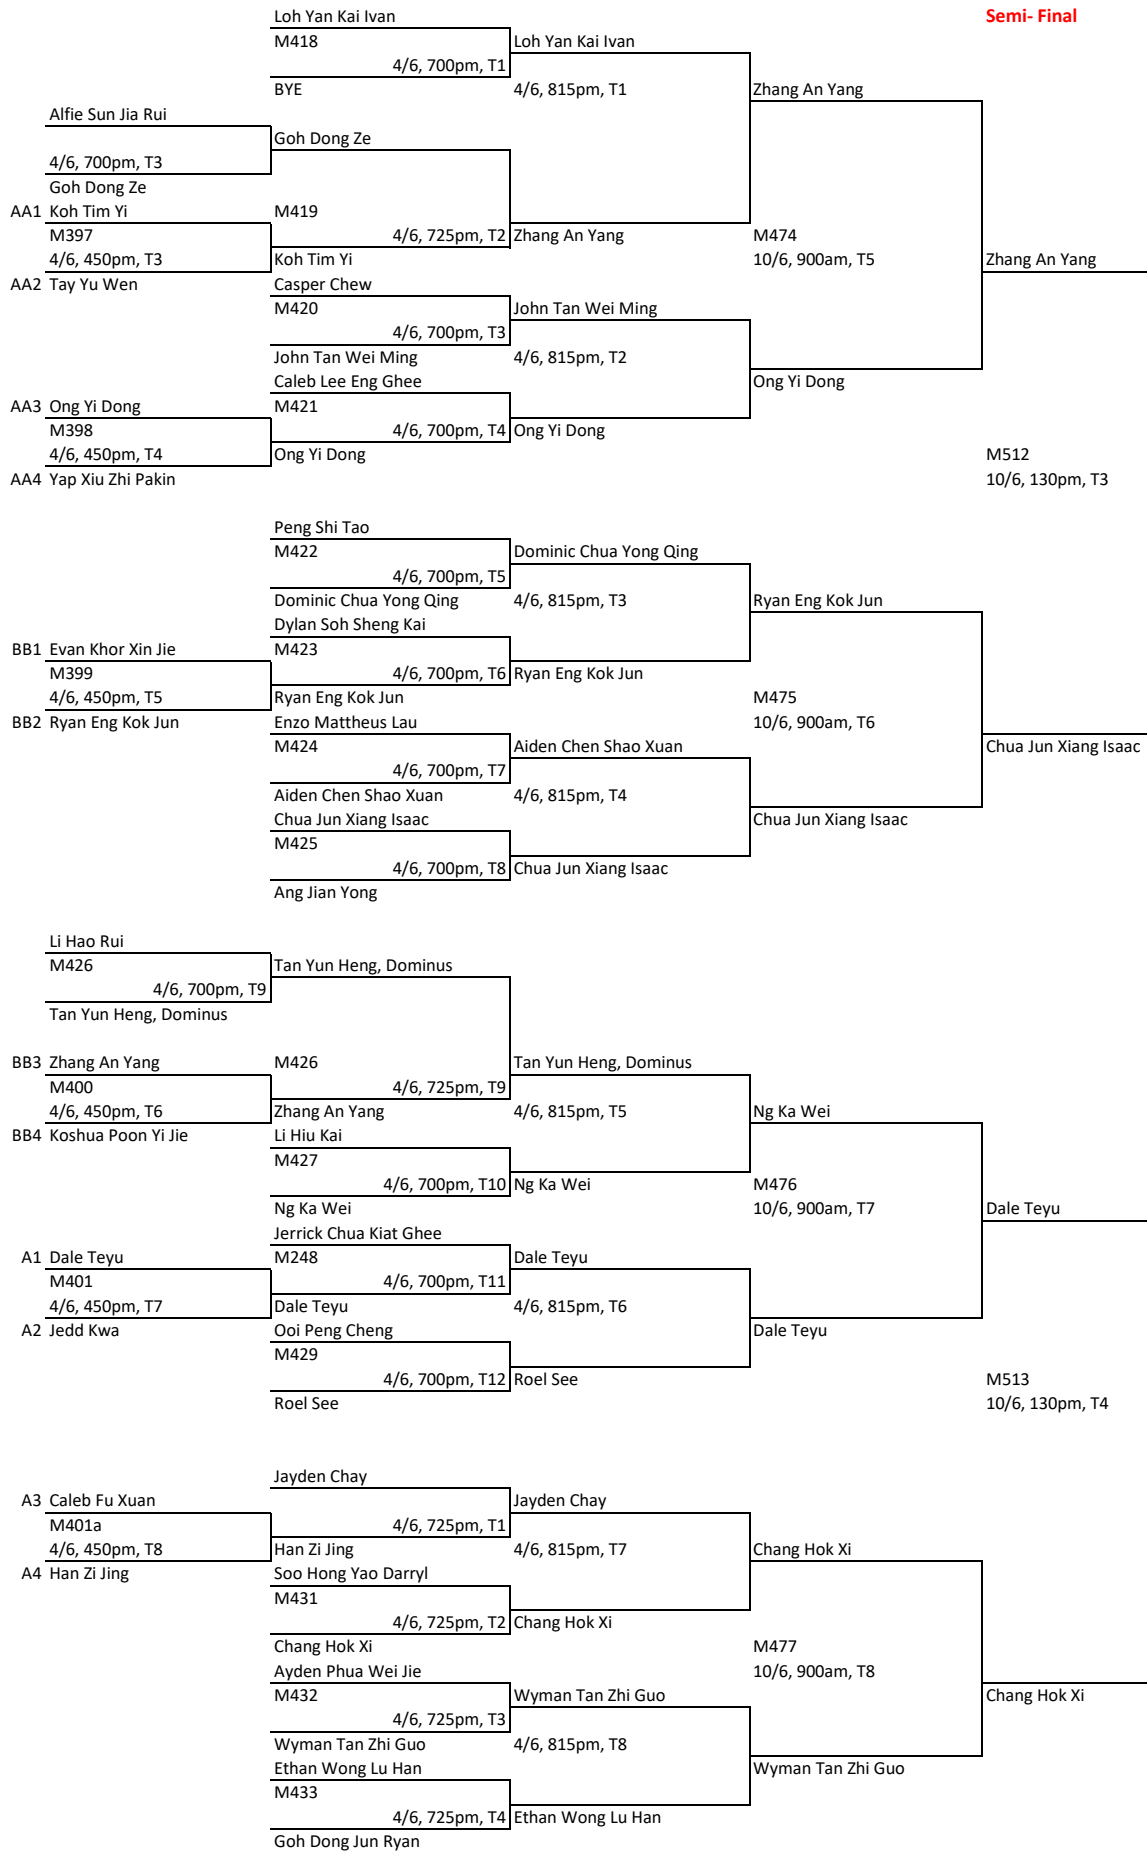 Loh Yan Kai Ivan Semi- Final
M418 Loh Yan Kai Ivan
4/6, 700pm, T1
BYE 4/6, 815pm, T1 Zhang An Yang
Alfie Sun Jia Rui
Goh Dong Ze
4/6, 700pm, T3
Goh Dong Ze
AA1 Koh Tim Yi M419
M397 4/6, 725pm, T2 Zhang An Yang M474
4/6, 450pm, T3 Koh Tim Yi 10/6, 900am, T5 Zhang An Yang
AA2 Tay Yu Wen Casper Chew
M420 John Tan Wei Ming
4/6, 700pm, T3
John Tan Wei Ming 4/6, 815pm, T2
Caleb Lee Eng Ghee Ong Yi Dong
AA3 Ong Yi Dong M421
M398 4/6, 700pm, T4 Ong Yi Dong
4/6, 450pm, T4 Ong Yi Dong M512
AA4 Yap Xiu Zhi Pakin 10/6, 130pm, T3
Peng Shi Tao
M422 Dominic Chua Yong Qing
4/6, 700pm, T5
Dominic Chua Yong Qing 4/6, 815pm, T3 Ryan Eng Kok Jun
Dylan Soh Sheng Kai
BB1 Evan Khor Xin Jie M423
M399 4/6, 700pm, T6 Ryan Eng Kok Jun
4/6, 450pm, T5 Ryan Eng Kok Jun M475
BB2 Ryan Eng Kok Jun Enzo Mattheus Lau 10/6, 900am, T6
M424 Aiden Chen Shao Xuan Chua Jun Xiang Isaac
4/6, 700pm, T7
Aiden Chen Shao Xuan 4/6, 815pm, T4
Chua Jun Xiang Isaac Chua Jun Xiang Isaac
M425
4/6, 700pm, T8 Chua Jun Xiang Isaac
Ang Jian Yong
Li Hao Rui
M426 Tan Yun Heng, Dominus
4/6, 700pm, T9
Tan Yun Heng, Dominus
BB3 Zhang An Yang M426 Tan Yun Heng, Dominus
M400 4/6, 725pm, T9
4/6, 450pm, T6 Zhang An Yang 4/6, 815pm, T5 Ng Ka Wei
BB4 Koshua Poon Yi Jie Li Hiu Kai
M427
4/6, 700pm, T10 Ng Ka Wei M476
Ng Ka Wei 10/6, 900am, T7 Dale Teyu
Jerrick Chua Kiat Ghee
A1 Dale Teyu M248 Dale Teyu
M401 4/6, 700pm, T11
4/6, 450pm, T7 Dale Teyu 4/6, 815pm, T6
A2 Jedd Kwa Ooi Peng Cheng Dale Teyu
M429
4/6, 700pm, T12 Roel See M513
Roel See 10/6, 130pm, T4
Jayden Chay
A3 Caleb Fu Xuan Jayden Chay
M401a 4/6, 725pm, T1
4/6, 450pm, T8 Han Zi Jing 4/6, 815pm, T7 Chang Hok Xi
A4 Han Zi Jing Soo Hong Yao Darryl
M431
4/6, 725pm, T2 Chang Hok Xi
Chang Hok Xi M477
Ayden Phua Wei Jie 10/6, 900am, T8
M432 Wyman Tan Zhi Guo Chang Hok Xi
4/6, 725pm, T3
Wyman Tan Zhi Guo 4/6, 815pm, T8
Ethan Wong Lu Han Wyman Tan Zhi Guo
M433
4/6, 725pm, T4 Ethan Wong Lu Han
Goh Dong Jun Ryan